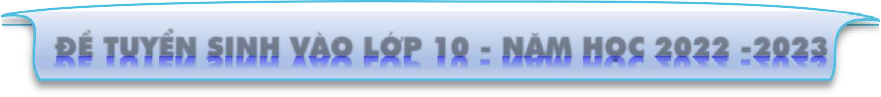 ĐỀ TUYỂN SINH VÀO LỚP 10 - NĂM HỌC 2022 -2023